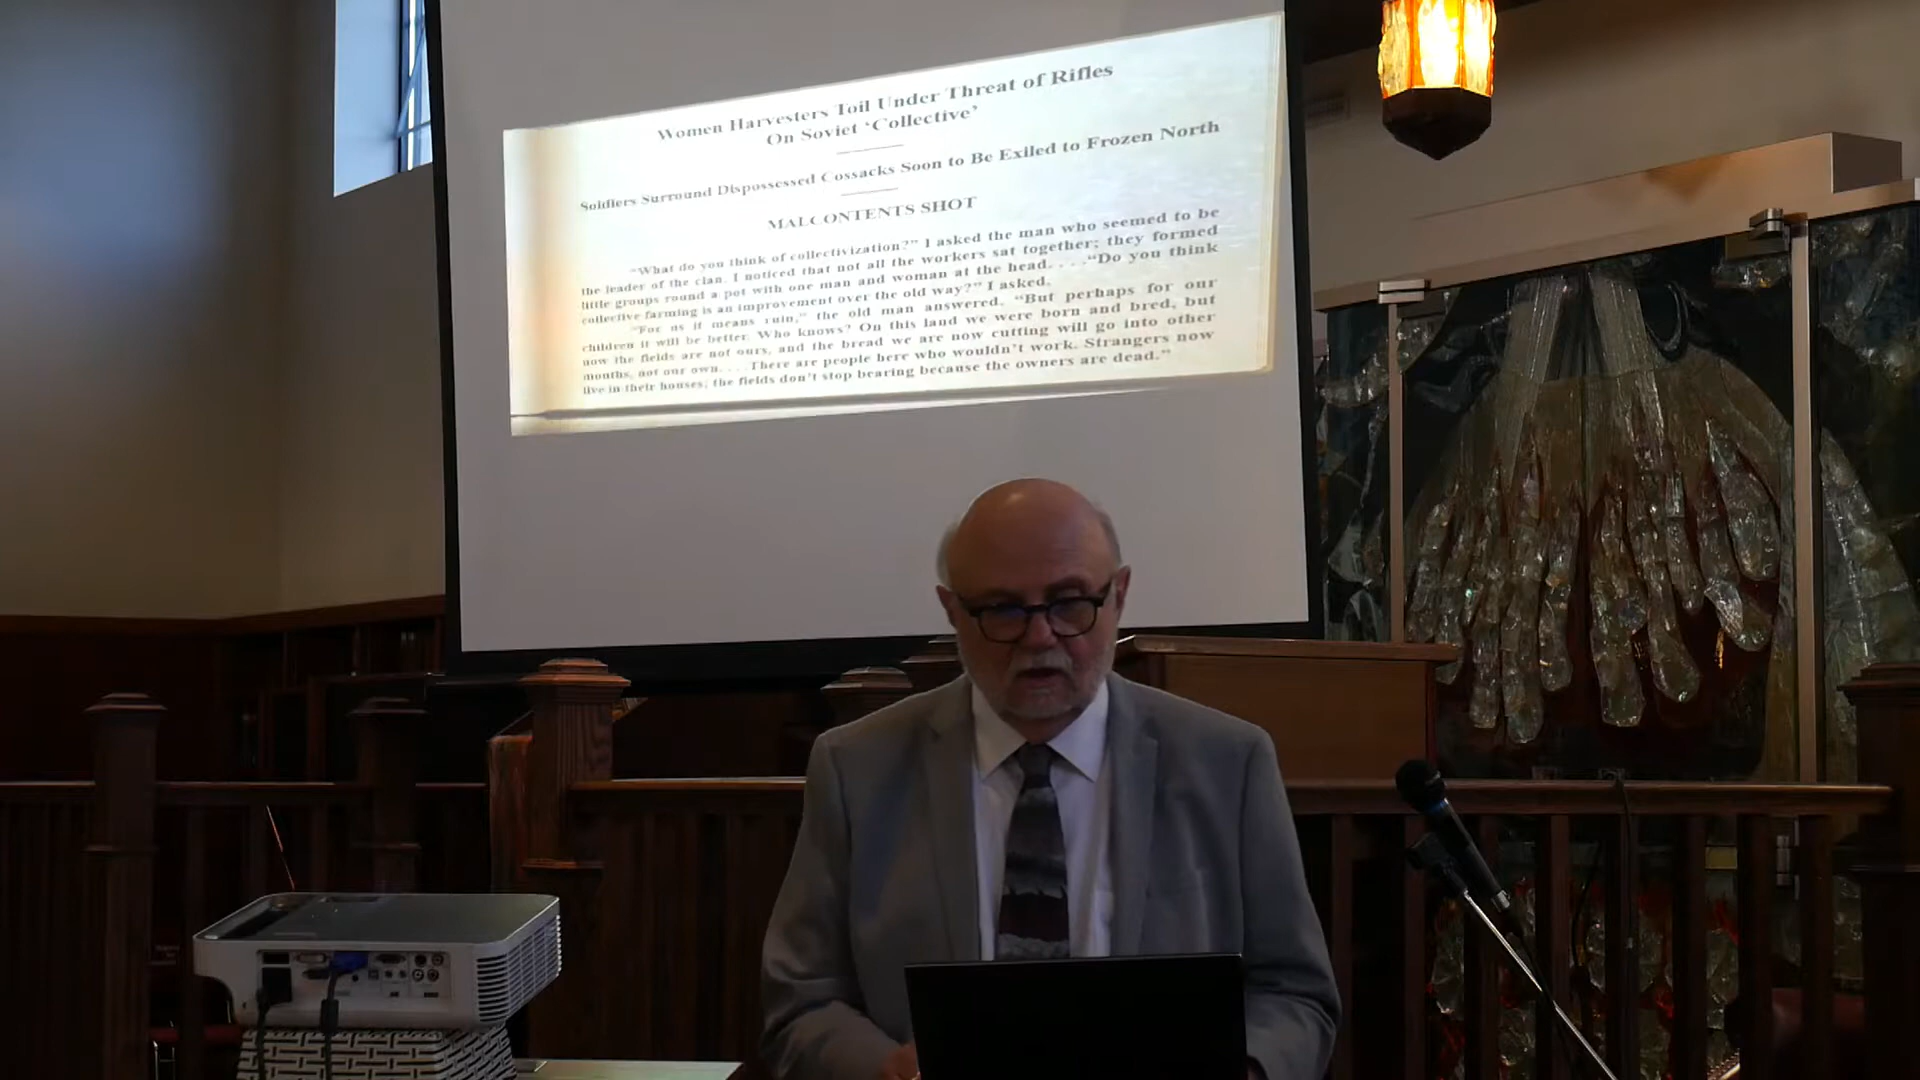 Women Harvesters Toil Under Threat of Rifles
On Soviet ‘Collective’
Soldiers Surround Dispossessed Cossacks Soon to Be Exiled to Frozen North
MALCONTENTS SHOT
“What do you think of collectivization?” I asked the man who seemed to be
the leader of the clan. I noticed that not all the workers sat together; they formed
little groups round a pot with one man and woman at the head. . . . “Do you think
collective farming is an improvement over the old way?” I asked.
“For us it means ruin,” the old man answered. “But perhaps for our
children it will be better. Who knows? On this land we were born and bred, but
now the fields are not ours, and the bread we are now cutting will go into other
mouths, not our own. . . . There are people here who wouldn’t work. Strangers now
live in their houses; the fields don’t stop bearing because the owners are dead.”